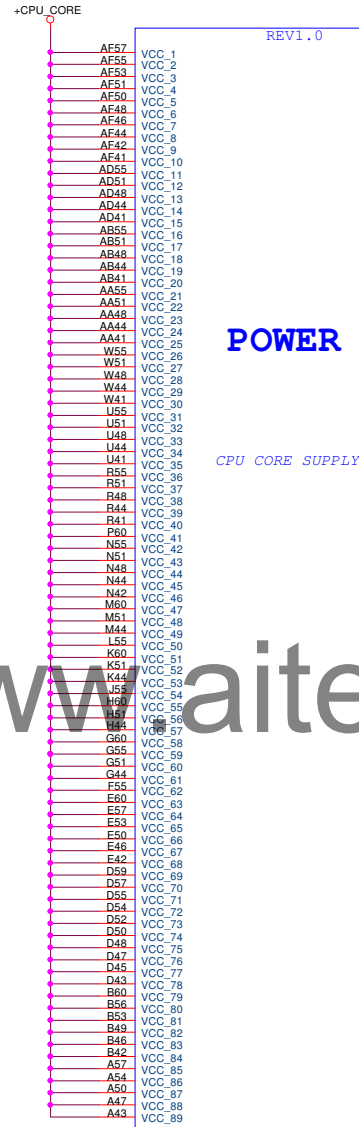 +CPU_CORE
REV1.0
AF57 VCC_1
AF55 VCC_2
AF53 VCC_3
AF51 VCC_4
AF50 VCC_5
AF48 VCC_6
AF46 VCC_7
AF44 VCC_8
AF42 VCC_9
AF41 VCC_10
AD55 VCC_11
AD51 VCC_12
AD48 VCC_13
AD44 VCC_14
AD41 VCC_15
AB55 VCC_16
AB51 VCC_17
AB48 VCC_18
AB44 VCC_19
AB41 VCC_20
AA55 VCC_21
AA51 VCC_22
AA48 VCC_23
AA44 VCC_24
AA41 VCC_25
POWER
W55 VCC_26
W51 VCC_27
W48 VCC_28
W44 VCC_29
W41 VCC_30
U55 VCC_31
U51 VCC_32
U48 VCC_33
U44 VCC_34
U41 VCC_35
CPU CORE SUPPLY
R55 VCC_36
R51 VCC_37
R48 VCC_38
R44 VCC_39
R41 VCC_40
P60 VCC_41
N55 VCC_42
N51 VCC_43
N48 VCC_44
N44 VCC_45
N42 VCC_46
M60 VCC_47
M51 VCC_48
M44 VCC_49
L55 VCC_50
K60 VCC_51
K51 VCC_52
K44 VCC_53
J55 VCC_54
H60 VCC_55
H51 VCC_56
H44 VCC_57
ww.aite
G60 VCC_58
G55 VCC_59
G51 VCC_60
G44 VCC_61
F55 VCC_62
E60 VCC_63
E57 VCC_64
E53 VCC_65
E50 VCC_66
E46 VCC_67
E42 VCC_68
D59 VCC_69
D57 VCC_70
D55 VCC_71
D54 VCC_72
D52 VCC_73
D50 VCC_74
D48 VCC_75
D47 VCC_76
D45 VCC_77
D43 VCC_78
B60 VCC_79
B56 VCC_80
B53 VCC_81
B49 VCC_82
B46 VCC_83
B42 VCC_84
A57 VCC_85
A54 VCC_86
A50 VCC_87
A47 VCC_88
A43 VCC_89